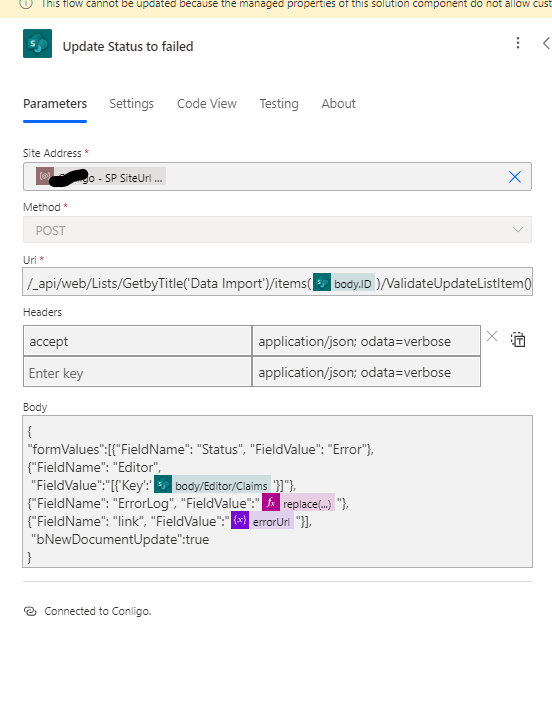 This flow cannot be updated because the managed properties of this solution component do not allow cust
Update Status to failed
Parameters Settings Code View Testing About
Site Address *
go - SP SiteUrl ...
Method *
POST
Uri *
/_api/web/Lists/GetbyTitle('Data Import')/items( body.ID )/ValidateUpdateListItem()
Headers
accept application/json; odata=verbose
Enter key application/json; odata=verbose
Body
{
"formValues":[{"FieldName": "Status", "FieldValue": "Error"},
{"FieldName": "Editor",
"FieldValue":"[{'Key':' body/Editor/Claims '}]"},
{"FieldName": "ErrorLog", "FieldValue":" replace(...) "},
{"FieldName": "link", "FieldValue":" errorUrl "}],
"bNewDocumentUpdate":true
}
Connected to Conligo.